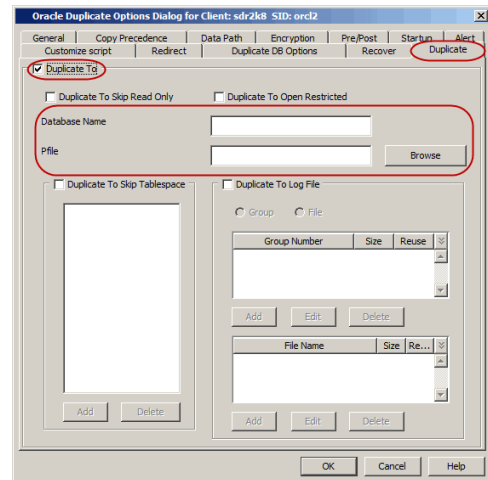 Oracle Duplicate Options Dialog for Client: sdr2k8 SID: orcl2
General Copy Precedence Data Path Encryption Pre/Post Startup Alert
Customize script Redirect Duplicate DB Options Recover Duplicate
Duplicate To
Duplicate To Skip Read Only Duplicate To Open Restricted
Database Name
Pfile Browse
Duplicate To Skip Tablespace Duplicate To Log File
Group File
Group Number Size Reuse
Add Edit Delete
File Name Size Re...
Add Delete Add Edit Delete
OK Cancel Help